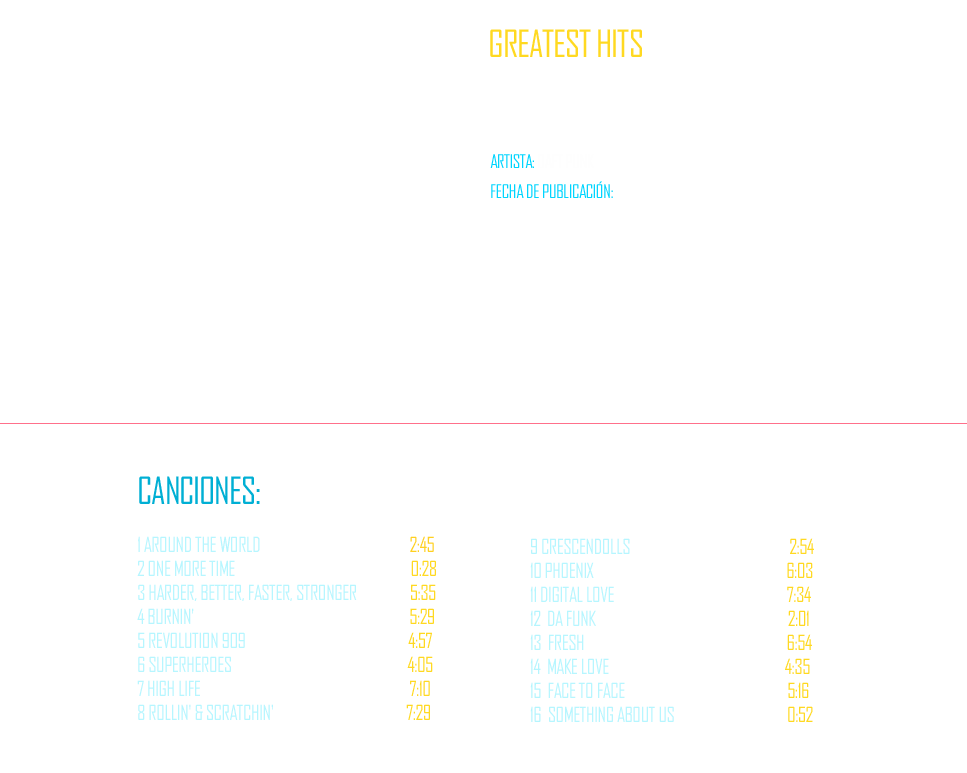 GREATEST HITS
ARTISTA:
FECHA DE PUBLICACIÓN:
CANCIONES:
1 AROUND THE WORLD 2:45
2 ONE MORE TIME 0:28
3 HARDER, BETTER, FASTER, STRONGER 5:35
4 BURNIN' 5:29
5 REVOLUTION 909 4:57
6 SUPERHEROES 4:05
7 HIGH LIFE 7:10
8 ROLLIN' & SCRATCHIN' 7:29
9 CRESCENDOLLS 2:54
10 PHOENIX 6:03
11 DIGITAL LOVE 7:34
12 DA FUNK 2:01
13 FRESH 6:54
14 MAKE LOVE 4:35
15 FACE TO FACE 5:16
16 SOMETHING ABOUT US 0:52